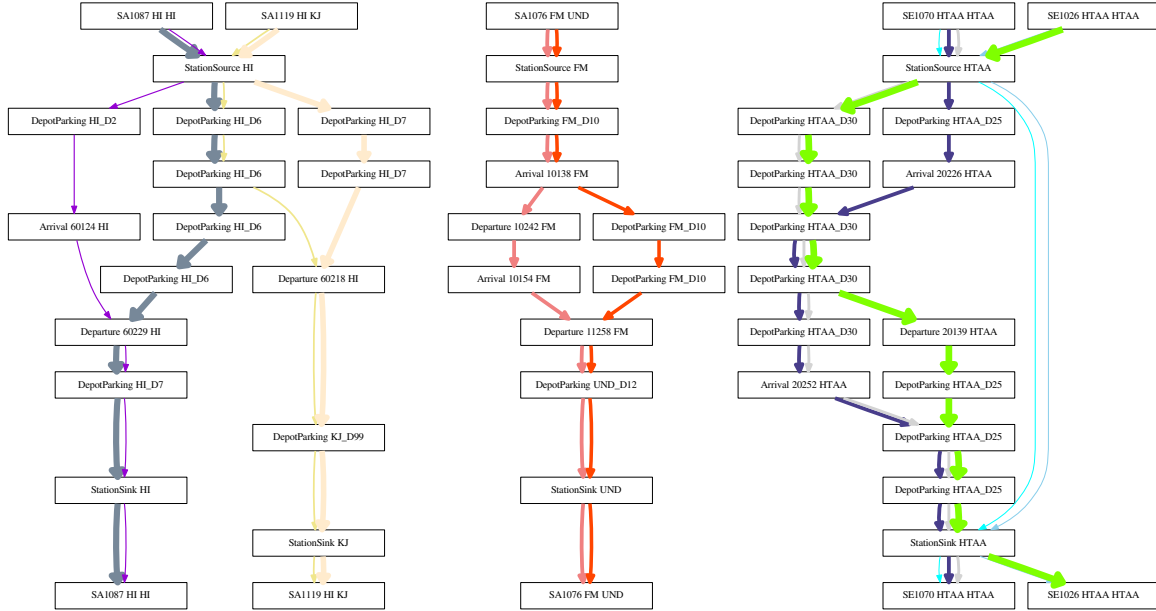 SA1087 HI HI
SA1119 HI KJ
SA1076 FM UND
SE1070 HTAA HTAA
SE1026 HTAA HTAA
StationSource HI
StationSource FM
StationSource HTAA
DepotParking HI_D2
DepotParking HI_D6
DepotParking HI_D7
DepotParking FM_D10
DepotParking HTAA_D30
DepotParking HTAA_D25
DepotParking HI_D6
DepotParking HI_D7
Arrival 10138 FM
DepotParking HTAA_D30
Arrival 20226 HTAA
Arrival 60124 HI
DepotParking HI_D6
Departure 10242 FM
DepotParking FM_D10
DepotParking HTAA_D30
DepotParking HI_D6
Departure 60218 HI
Arrival 10154 FM
DepotParking FM_D10
DepotParking HTAA_D30
Departure 60229 HI
Departure 11258 FM
DepotParking HTAA_D30
Departure 20139 HTAA
DepotParking HI_D7
DepotParking UND_D12
Arrival 20252 HTAA
DepotParking HTAA_D25
DepotParking KJ_D99
DepotParking HTAA_D25
StationSink HI
StationSink UND
DepotParking HTAA_D25
StationSink KJ
StationSink HTAA
SA1087 HI HI
SA1119 HI KJ
SA1076 FM UND
SE1070 HTAA HTAA
SE1026 HTAA HTAA